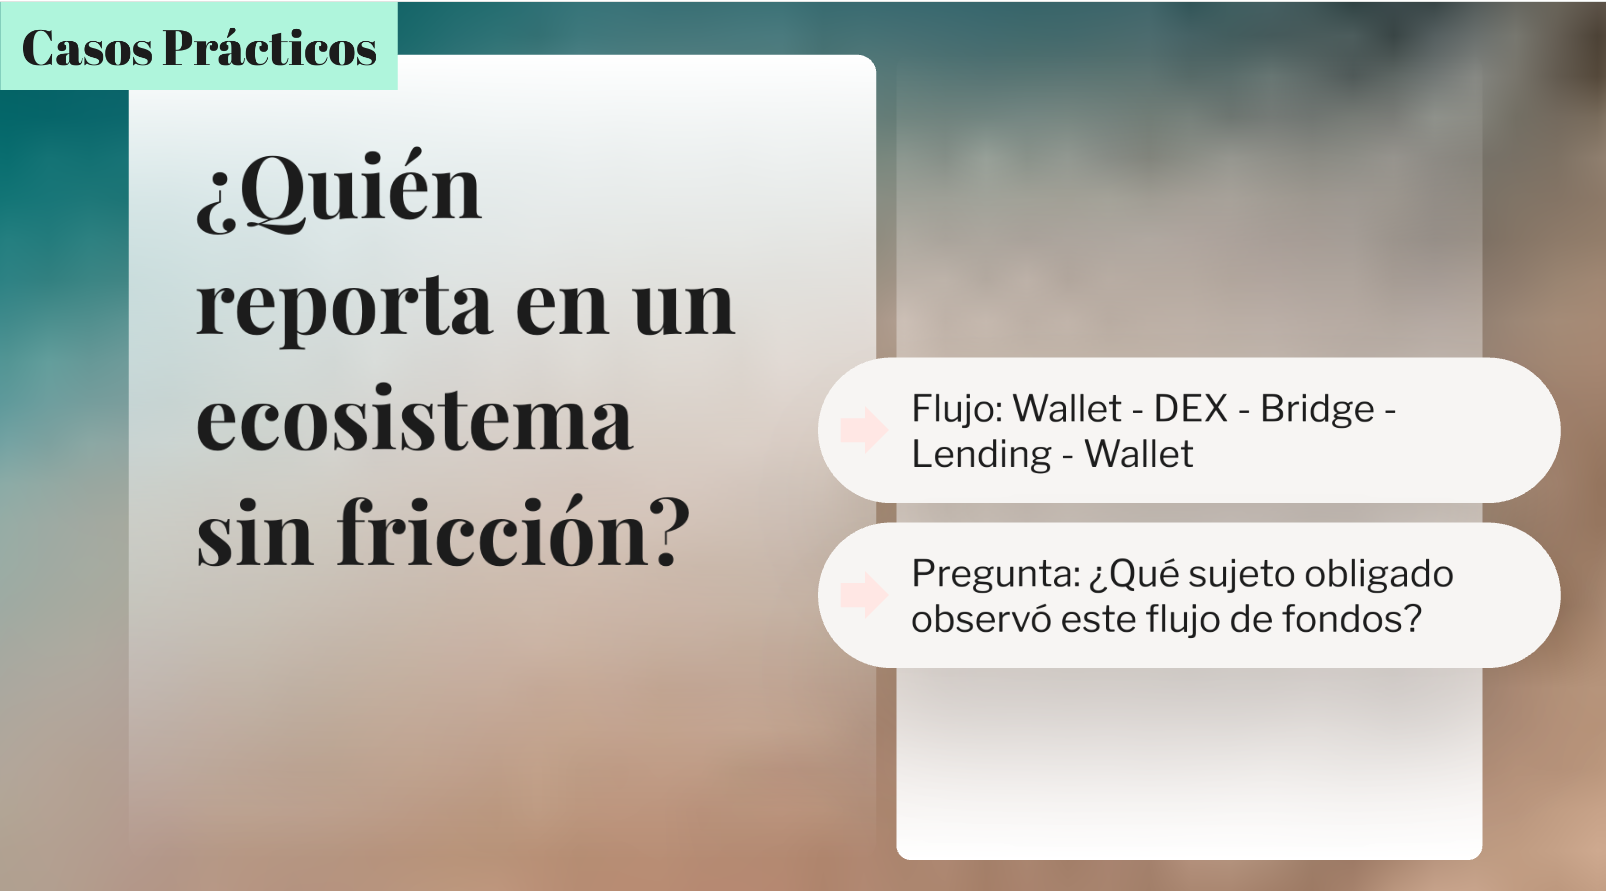 Casos Prácticos
¿Quién
reporta en un
ecosistema
sin fricción?
Flujo: Wallet - DEX - Bridge -
Lending - Wallet
Pregunta: ¿Qué sujeto obligado
observó este flujo de fondos?